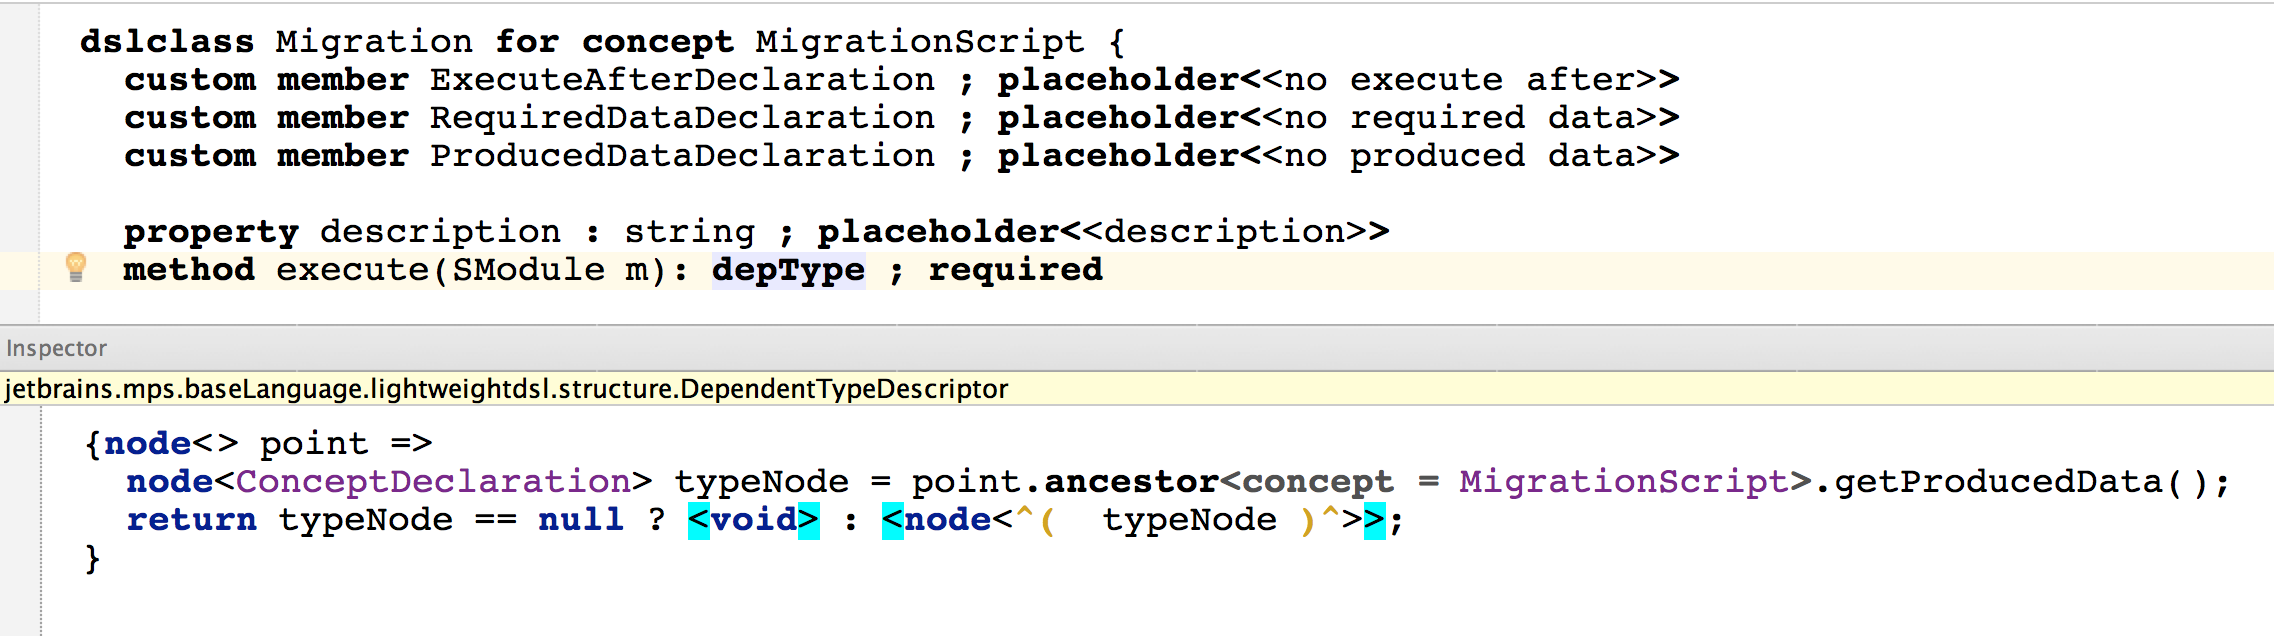 dslclass Migration for concept MigrationScript {
custom member ExecuteAfterDeclaration ; placeholder<<no execute after>>
custom member RequiredDataDeclaration ; placeholder<<no required data>>
custom member ProducedDataDeclaration ; placeholder<<no produced data>>
property description : string ; placeholder<<description>>
method execute(SModule m): depType ; required
Inspector
jetbrains.mps.baseLanguage.lightweightdsl.structure.DependentTypeDescriptor
{node<> point =>
node<ConceptDeclaration> typeNode = point.ancestor<concept = MigrationScript>.getProducedData();
return typeNode == null ? <void> : <node<^( typeNode )^>>;
}